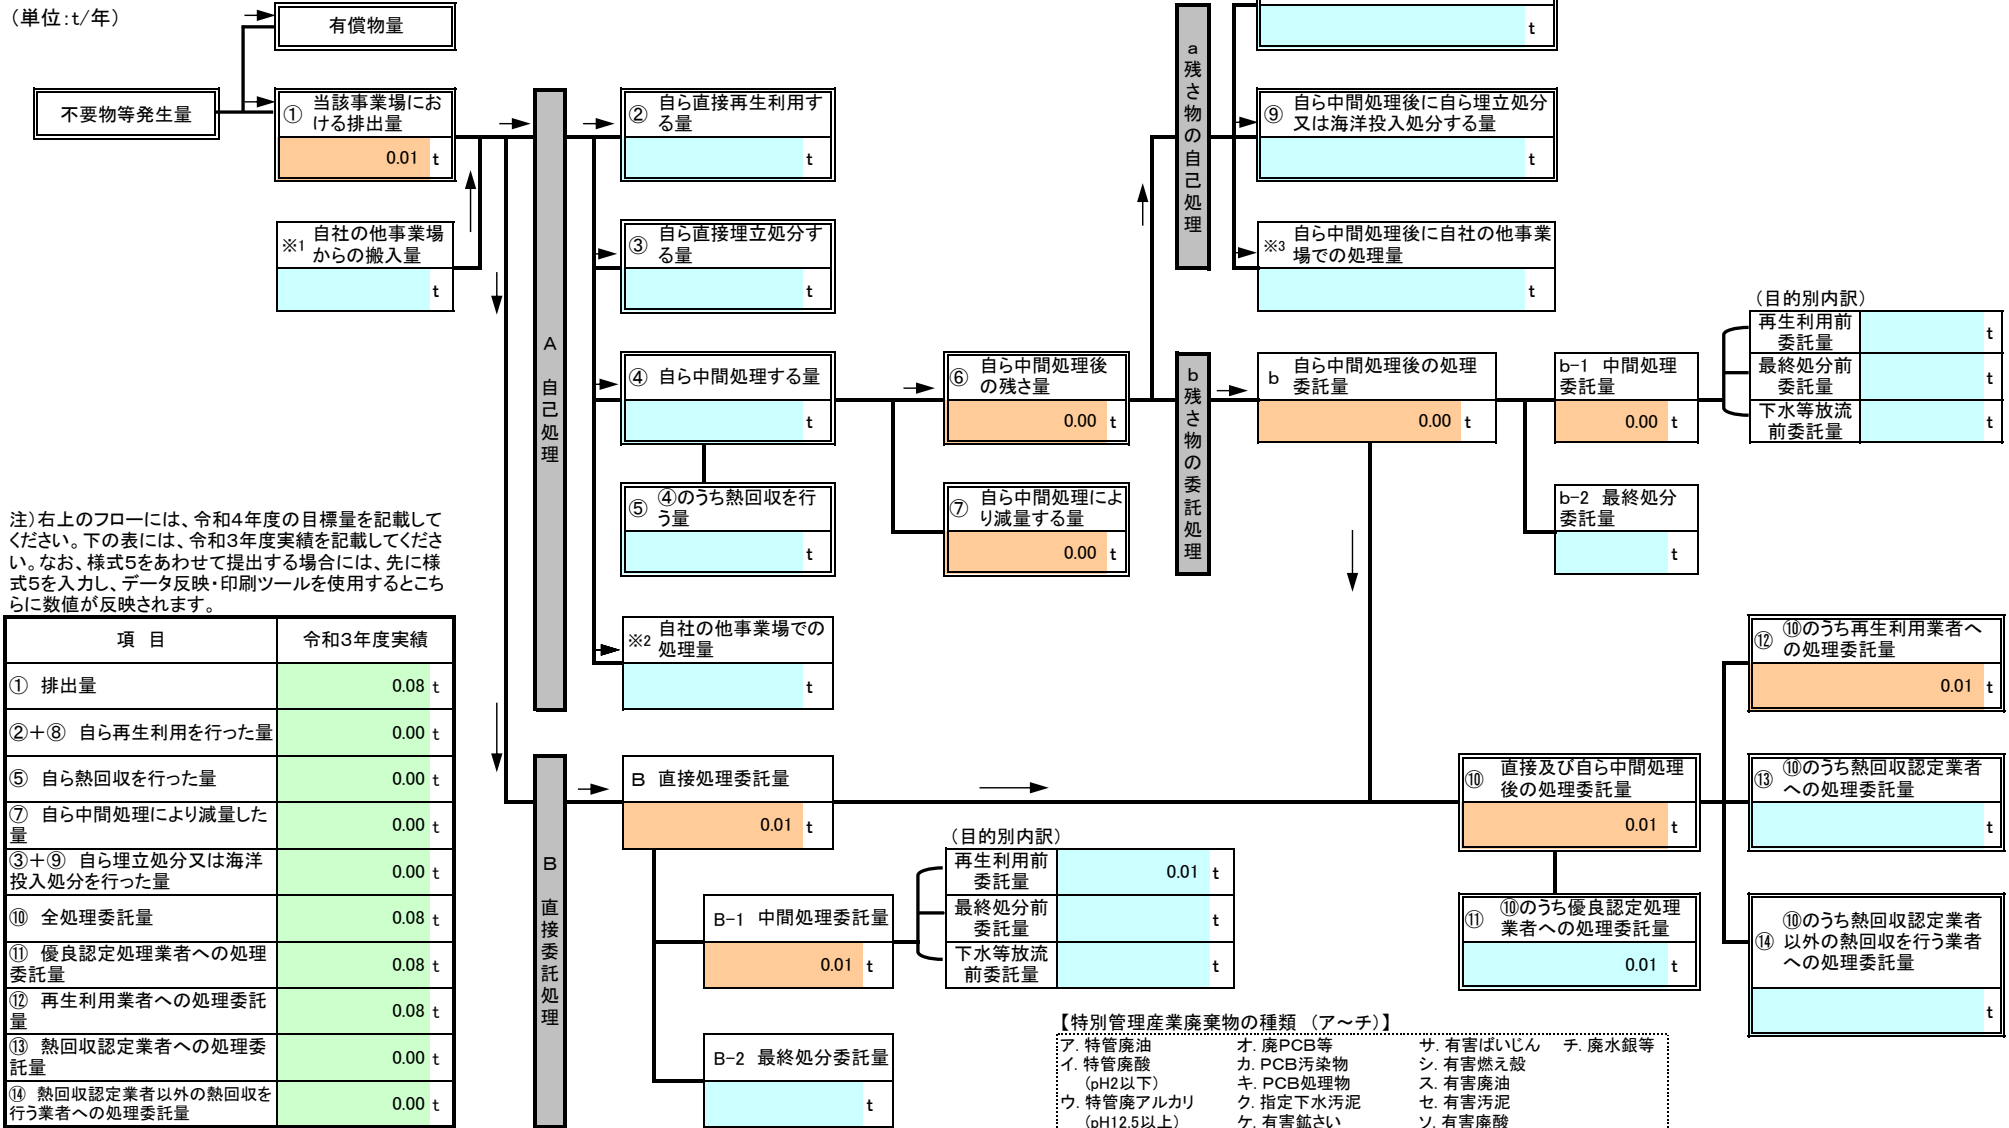 （単位：t/年）
有償物量
不要物等発生量
① 当該事業場にお
ける排出量
0.01 t
※1 自社の他事業場
からの搬入量
t
A 自己処理
② 自ら直接再生利用す
る量
t
③ 自ら直接埋立処分す
る量
t
④ 自ら中間処理する量
t
⑤ ④のうち熱回収を行
う量
t
※2 自社の他事業場での
処理量
t
⑥ 自ら中間処理後
の残さ量
0.00 t
⑦ 自ら中間処理によ
り減量する量
0.00 t
a 残さ物の自己処理
t
⑨ 自ら中間処理後に自ら埋立処分
又は海洋投入処分する量
t
※3 自ら中間処理後に自社の他事業
場での処理量
t
b 残さ物の委託処理
b 自ら中間処理後の処理
委託量
0.00 t
b-1 中間処理
委託量
0.00 t
b-2 最終処分
委託量
t
（目的別内訳）
再生利用前
委託量
t
最終処分前
委託量
t
下水等放流
前委託量
t
注）右上のフローには、令和4年度の目標量を記載して
ください。下の表には、令和3年度実績を記載してくださ
い。なお、様式5をあわせて提出する場合には、先に様
式5を入力し、データ反映・印刷ツールを使用するとこち
らに数値が反映されます。
項 目 令和3年度実績
① 排出量 0.08 t
②＋⑧ 自ら再生利用を行った量 0.00 t
⑤ 自ら熱回収を行った量 0.00 t
⑦ 自ら中間処理により減量した
量 0.00 t
③＋⑨ 自ら埋立処分又は海洋
投入処分を行った量 0.00 t
⑩ 全処理委託量 0.08 t
⑪ 優良認定処理業者への処理
委託量 0.08 t
⑫ 再生利用業者への処理委託
量 0.08 t
⑬ 熱回収認定業者への処理委
託量 0.00 t
⑭ 熱回収認定業者以外の熱回収を
行う業者への処理委託量 0.00 t
B 直接委託処理
B 直接処理委託量
0.01 t
B-1 中間処理委託量
0.01 t
B-2 最終処分委託量
t
（目的別内訳）
再生利用前
委託量
0.01 t
最終処分前
委託量
t
下水等放流
前委託量
t
⑩ 直接及び自ら中間処理
後の処理委託量
0.01 t
⑪ ⑩のうち優良認定処理
業者への処理委託量
0.01 t
⑫ ⑩のうち再生利用業者へ
の処理委託量
0.01 t
⑬ ⑩のうち熱回収認定業者
への処理委託量
t
⑭ ⑩のうち熱回収認定業者
以外の熱回収を行う業者
への処理委託量
t
【特別管理産業廃棄物の種類 （ア～チ）】
ア．特管廃油 オ．廃PCB等 サ．有害ばいじん チ．廃水銀等
イ．特管廃酸 カ．PCB汚染物 シ．有害燃え殻
（pH2以下） キ．PCB処理物 ス．有害廃油
ウ．特管廃アルカリ ク．指定下水汚泥 セ．有害汚泥
（pH12.5以上） ケ．有害鉱さい ソ．有害廃酸